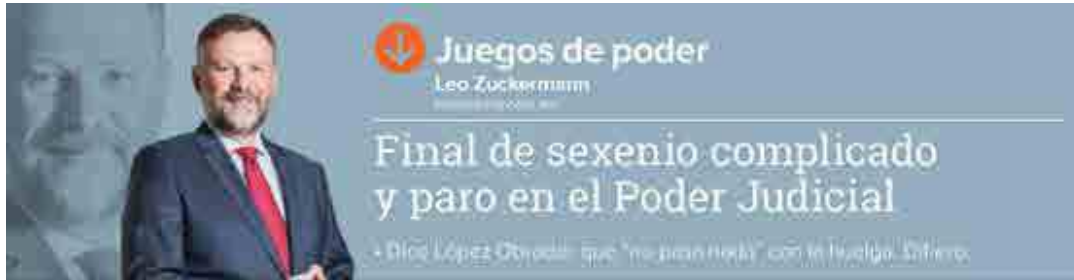 Juegos de poder
Leo Zuckermann
Final de sexenio complicado
y paro en el Poder Judicial
• Dice López Obrador que "no pasa nada" con la huelga. Difiero.